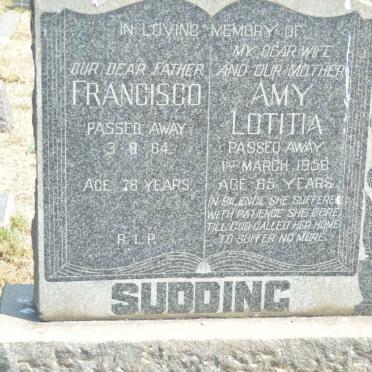 IN LOVING MEMORY OF
OUR DEAR FATHER
FRANCISCO
PASSED AWAY
3.9.64.
AGE 78 YEARS.
R.I.P.
MY DEAR WIFE
AND OUR MOTHER
AMY
LOTITIA
PASSED AWAY
1ST MARCH 1956
AGE 65 YEARS.
IN SILENCE SHE SUFFERED
WITH PATIENCE SHE BORE
TILL GOD CALLED HER HOME
TO SUFFER NO MORE.
SUDDING